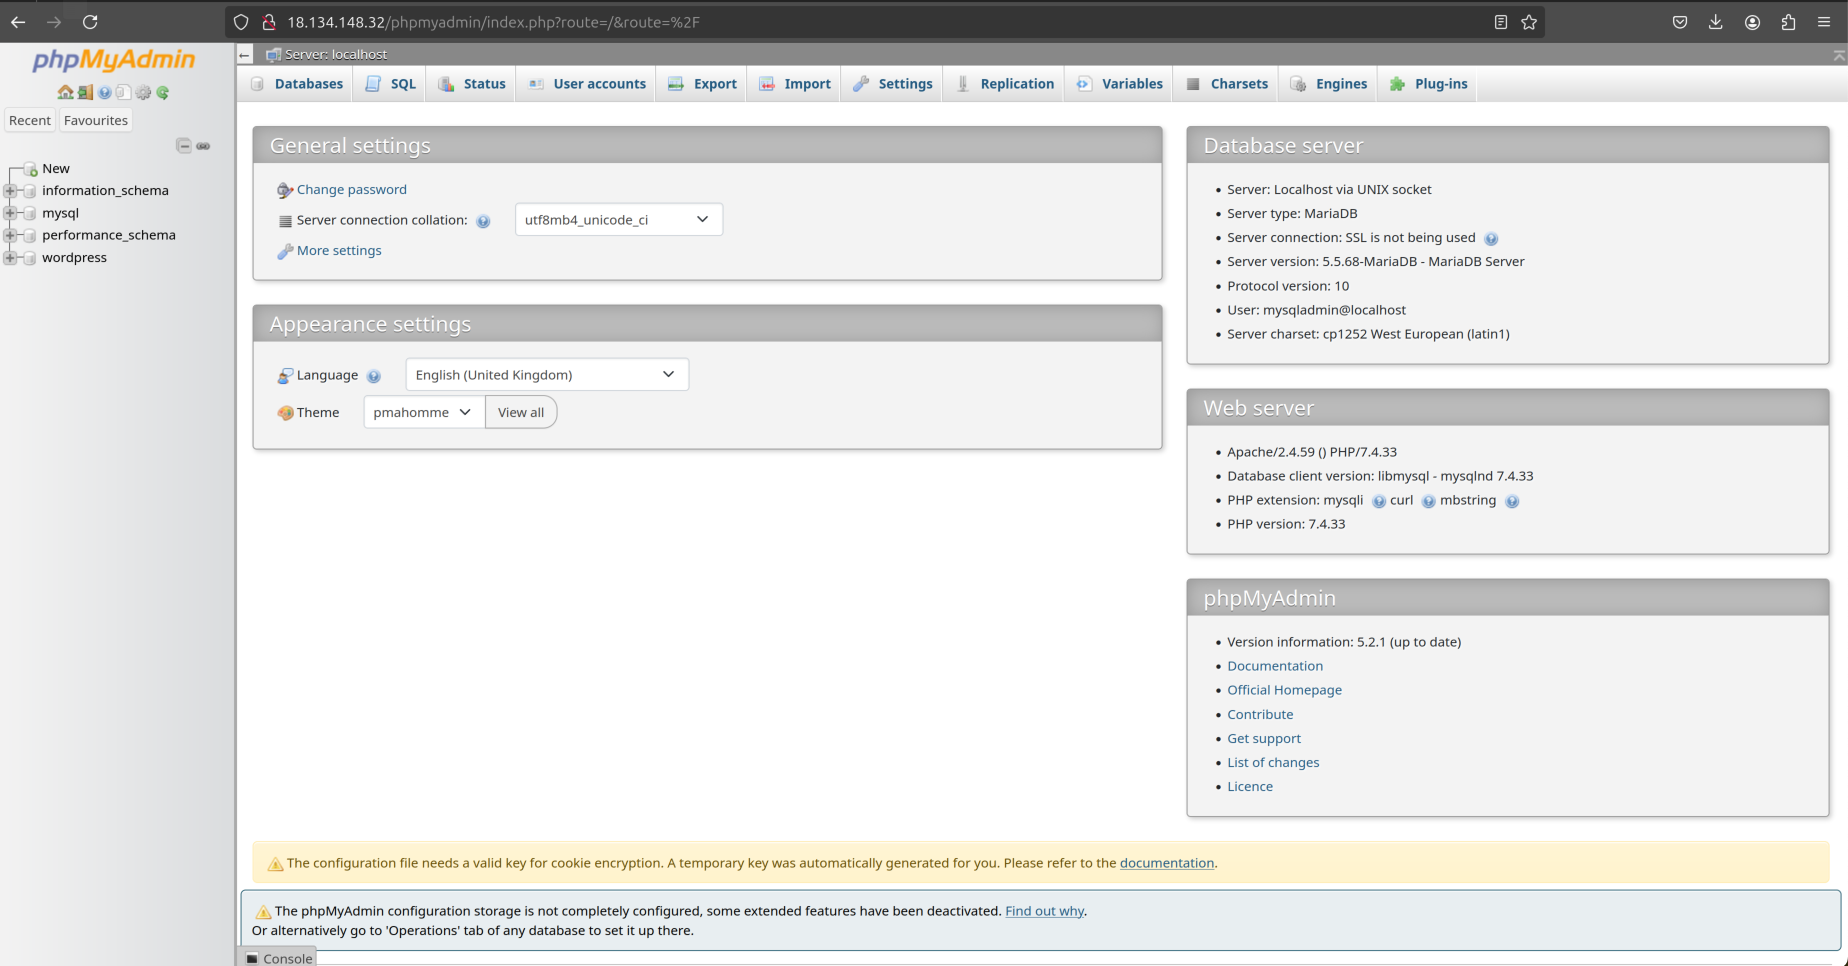 18.134.148.32/phpmyadmin/index.php?route=/&route=%2F
phpMyAdmin
Recent Favourites
New
information_schema
mysql
performance_schema
wordpress
Server: localhost
Databases SQL Status User accounts Export Import Settings Replication Variables Charsets Engines Plug-ins
General settings
Change password
Server connection collation: utf8mb4_unicode_ci
More settings
Appearance settings
Language English (United Kingdom)
Theme pmahomme View all
Database server
• Server: Localhost via UNIX socket
• Server type: MariaDB
• Server connection: SSL is not being used
• Server version: 5.5.68-MariaDB - MariaDB Server
• Protocol version: 10
• User: mysqladmin@localhost
• Server charset: cp1252 West European (latin1)
Web server
• Apache/2.4.59 () PHP/7.4.33
• Database client version: libmysql - mysqlnd 7.4.33
• PHP extension: mysqli curl mbstring
• PHP version: 7.4.33
phpMyAdmin
• Version information: 5.2.1 (up to date)
• Documentation
• Official Homepage
• Contribute
• Get support
• List of changes
• Licence
The configuration file needs a valid key for cookie encryption. A temporary key was automatically generated for you. Please refer to the documentation.
The phpMyAdmin configuration storage is not completely configured, some extended features have been deactivated. Find out why.
Or alternatively go to 'Operations' tab of any database to set it up there.
Console